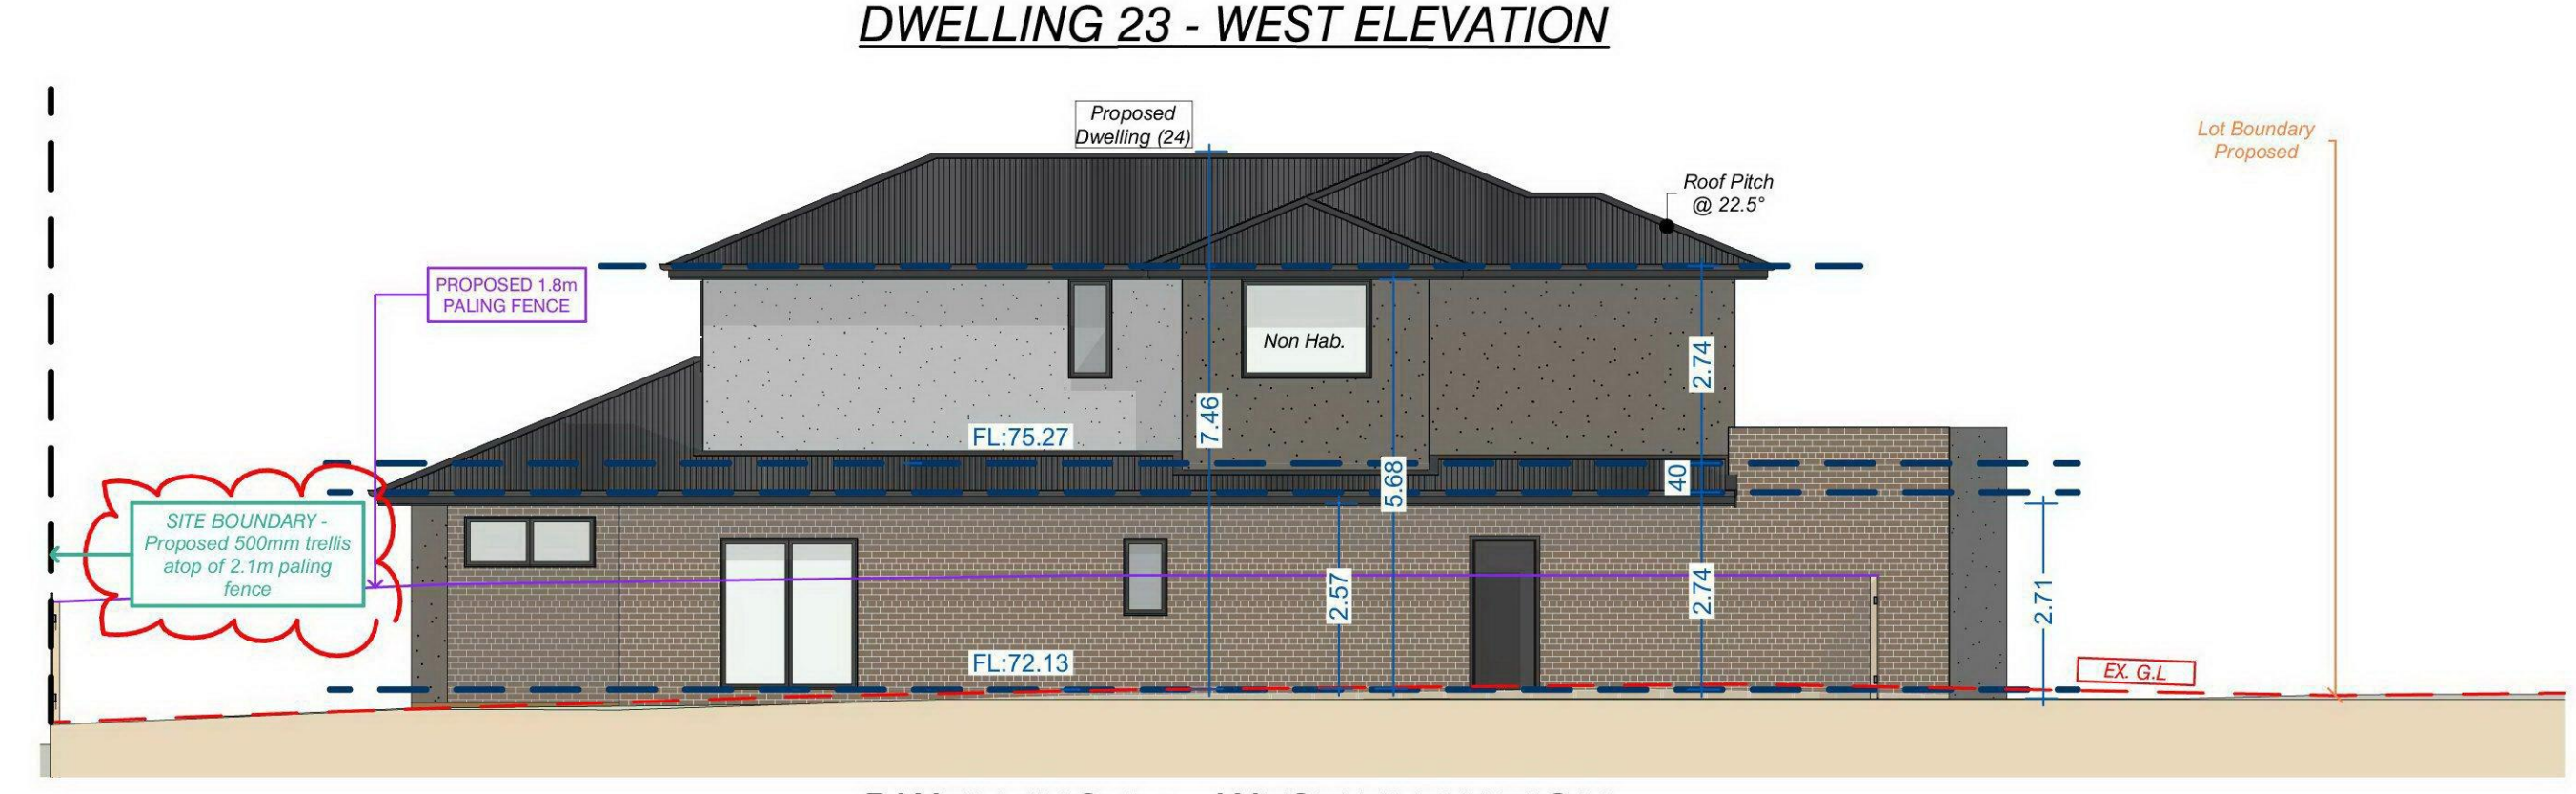 DWELLING 23 - WEST ELEVATION
Proposed
Dwelling (24)
Lot Boundary
Proposed
Roof Pitch
@ 22.5°
PROPOSED 1.8m
PALING FENCE
Non Hab.
2.74
7.46
FL:75.27
5.68
40
SITE BOUNDARY -
Proposed 500mm trellis
atop of 2.1m paling
fence
2.57
2.74
2.71
FL:72.13
EX. G.L